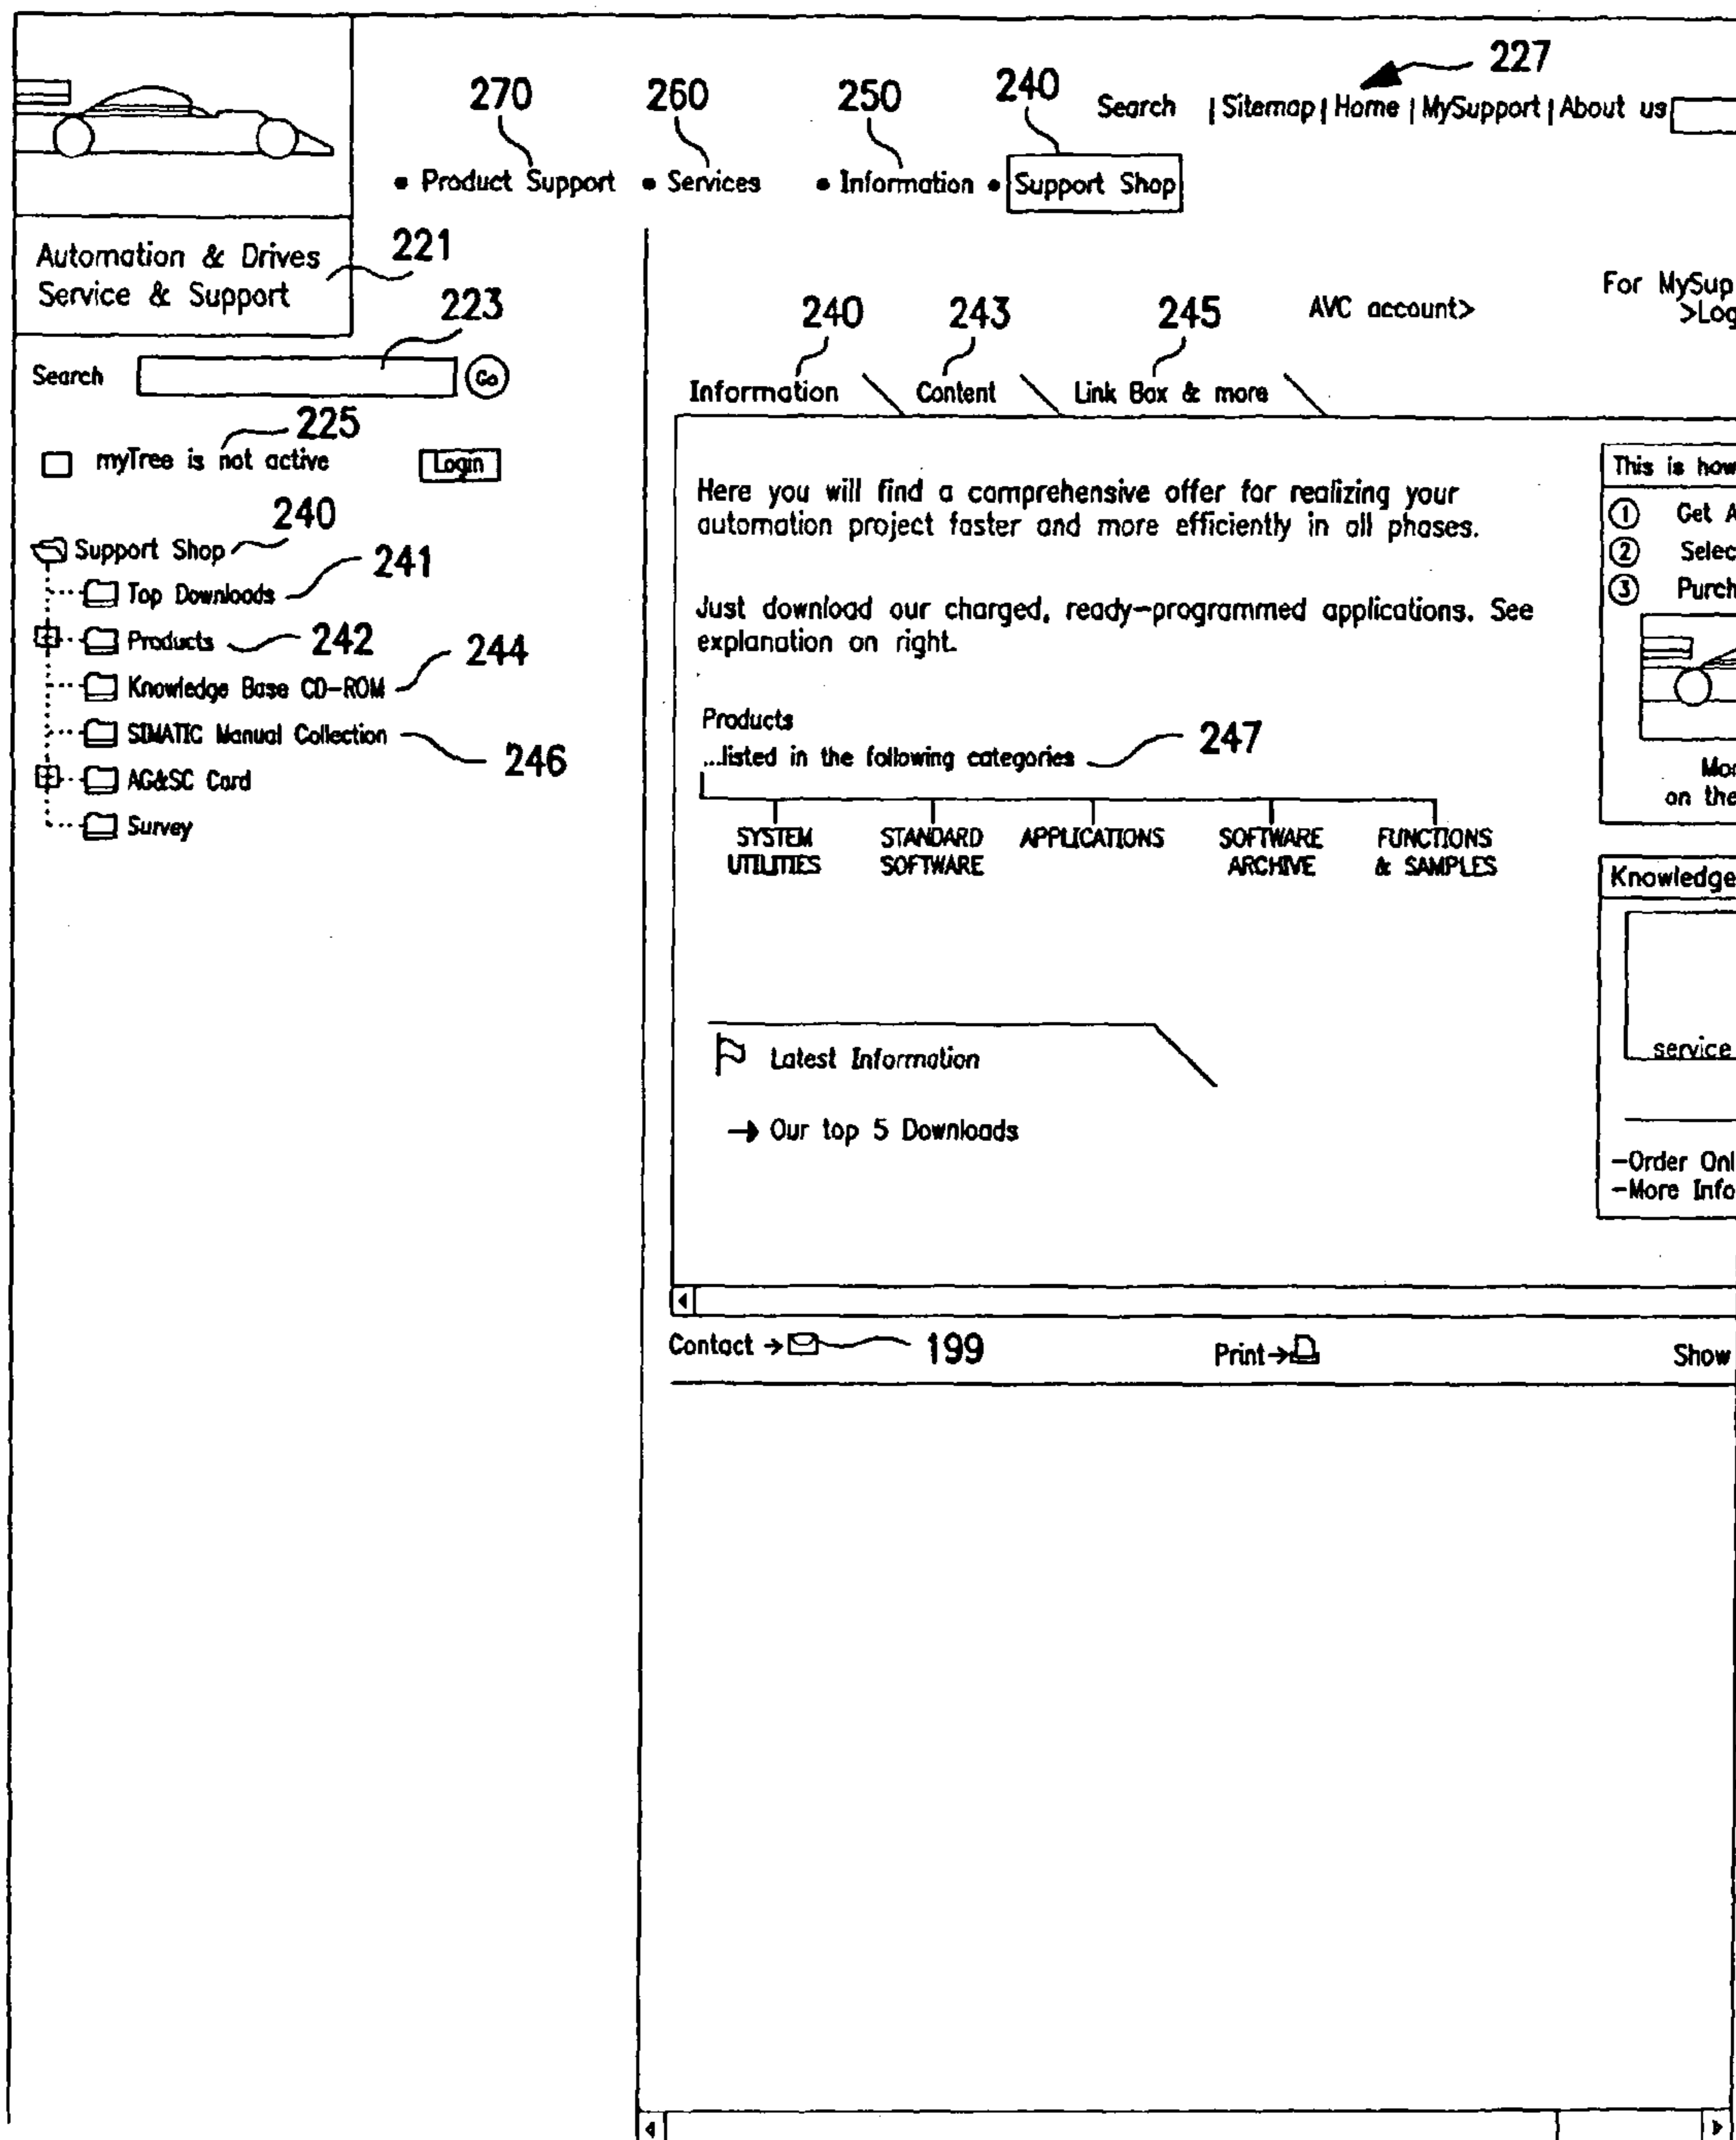 227
270 260 250 240
Search | Sitemap | Home | MySupport | About us
• Product Support • Services • Information • Support Shop
Automation & Drives
Service & Support
221
223
Search Go
225
myTree is not active Login
240
Support Shop
241
Top Downloads
Products 242
244
Knowledge Base CD-ROM
SIMATIC Manual Collection
246
AG&SC Card
Survey
For MySup
>Log
240 243 245 AVC account>
Information Content Link Box & more
Here you will find a comprehensive offer for realizing your
automation project faster and more efficiently in all phases.
Just download our charged, ready-programmed applications. See
explanation on right.
Products
...listed in the following categories 247
SYSTEM UTILITIES
STANDARD SOFTWARE
APPLICATIONS
SOFTWARE ARCHIVE
FUNCTIONS & SAMPLES
Latest Information
→ Our top 5 Downloads
This is how
1 Get A
2 Selec
3 Purch
Mor
on the
Knowledge
service
-Order Onl
-More Info
Contact → 199 Print → Show